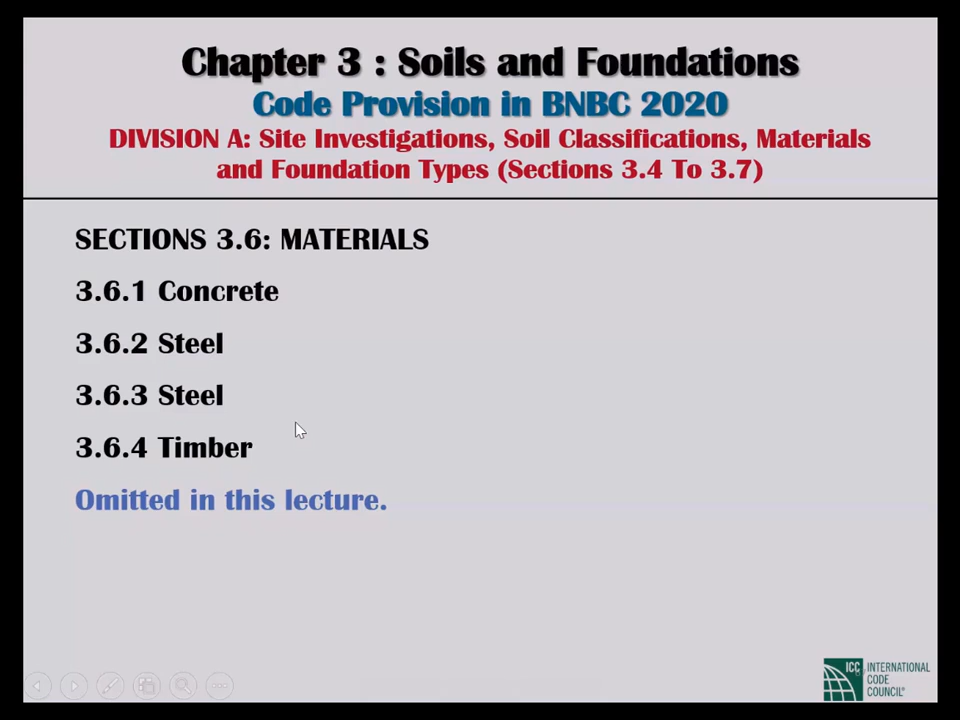 Chapter 3 : Soils and Foundations
Code Provision in BNBC 2020
DIVISION A: Site Investigations, Soil Classifications, Materials
and Foundation Types (Sections 3.4 To 3.7)
SECTIONS 3.6: MATERIALS
3.6.1 Concrete
3.6.2 Steel
3.6.3 Steel
3.6.4 Timber
Omitted in this lecture.
ICC INTERNATIONAL
CODE
COUNCIL®